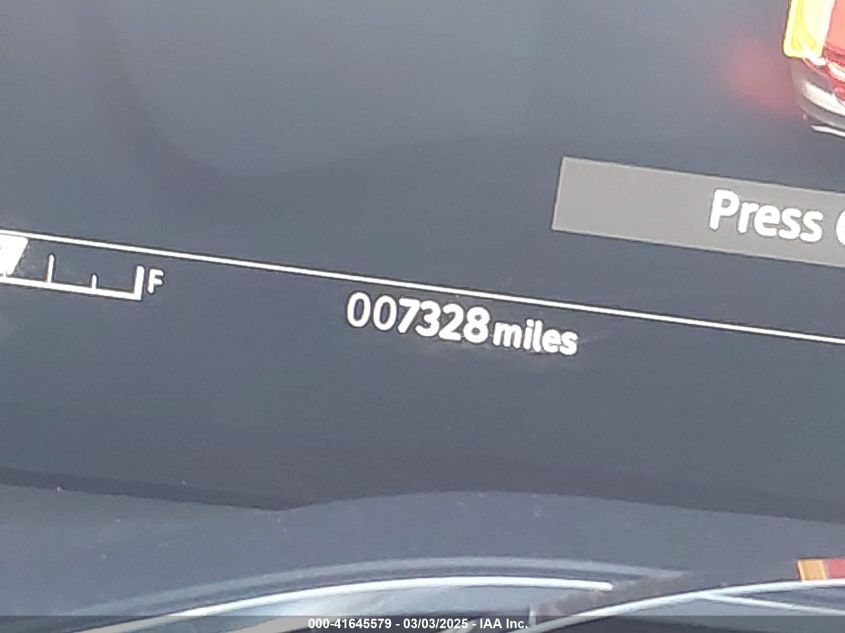 Press
F
007328 miles
000-41645579 - 03/03/2025 - IAA Inc.